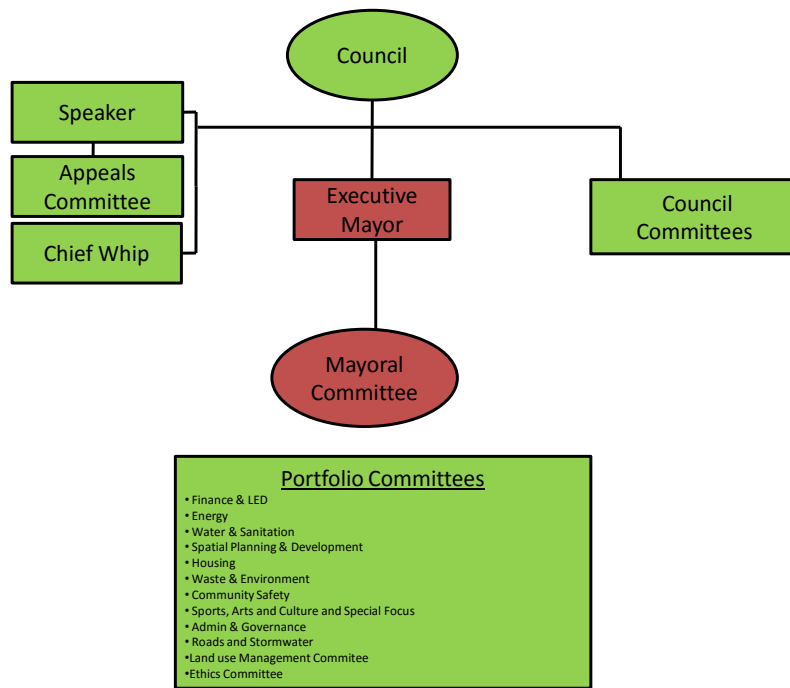 Council
Speaker
Appeals
Committee
Chief Whip
Executive
Mayor
Council
Committees
Mayoral
Committee
Portfolio Committees
• Finance & LED
• Energy
• Water & Sanitation
• Spatial Planning & Development
• Housing
• Waste & Environment
• Community Safety
• Sports, Arts and Culture and Special Focus
• Admin & Governance
• Roads and Stormwater
•Land use Management Commitee
•Ethics Committee